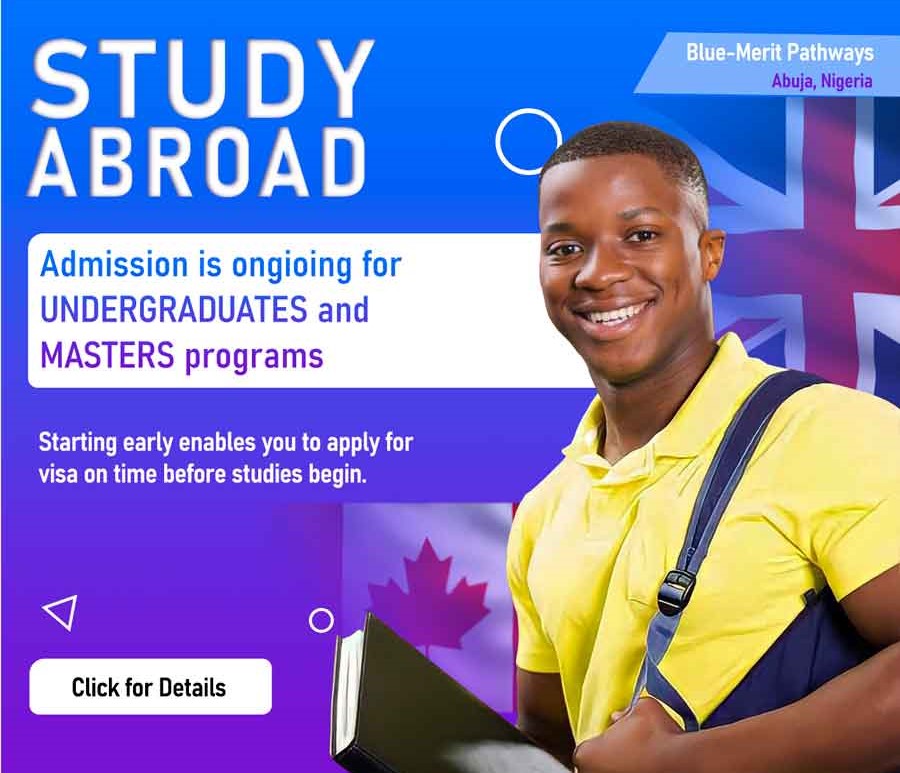 STUDY
ABROAD
Blue-Merit Pathways
Abuja, Nigeria
Admission is ongioing for
UNDERGRADUATES and
MASTERS programs
Starting early enables you to apply for
visa on time before studies begin.
Click for Details